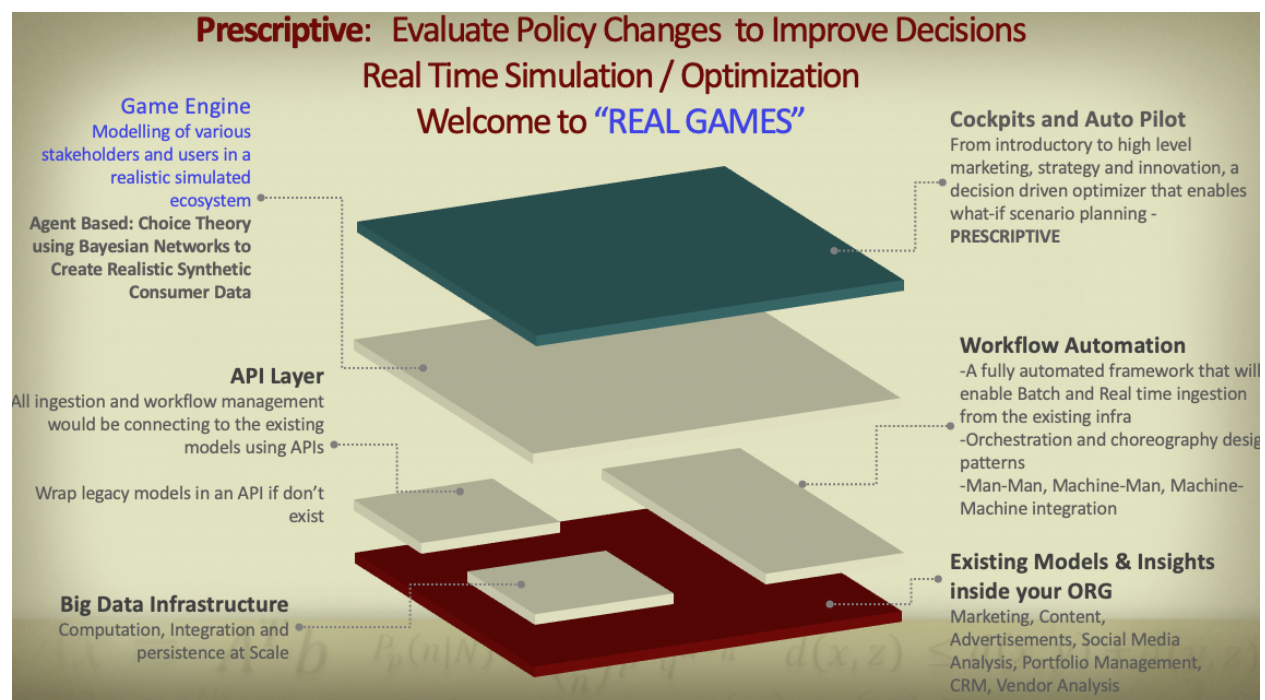 Prescriptive: Evaluate Policy Changes to Improve Decisions
Real Time Simulation / Optimization
Welcome to “REAL GAMES”
Game Engine
Modelling of various
stakeholders and users in a
realistic simulated
ecosystem
Agent Based: Choice Theory
using Bayesian Networks to
Create Realistic Synthetic
Consumer Data
API Layer
All ingestion and workflow management
would be connecting to the existing
models using APIs
Wrap legacy models in an API if don’t
exist
Big Data Infrastructure
Computation, Integration and
persistence at Scale
Cockpits and Auto Pilot
From introductory to high level
marketing, strategy and innovation, a
decision driven optimizer that enables
what-if scenario planning -
PRESCRIPTIVE
Workflow Automation
-A fully automated framework that will
enable Batch and Real time ingestion
from the existing infra
-Orchestration and choreography desig
patterns
-Man-Man, Machine-Man, Machine-
Machine integration
Existing Models & Insights
inside your ORG
Marketing, Content,
Advertisements, Social Media
Analysis, Portfolio Management,
CRM, Vendor Analysis